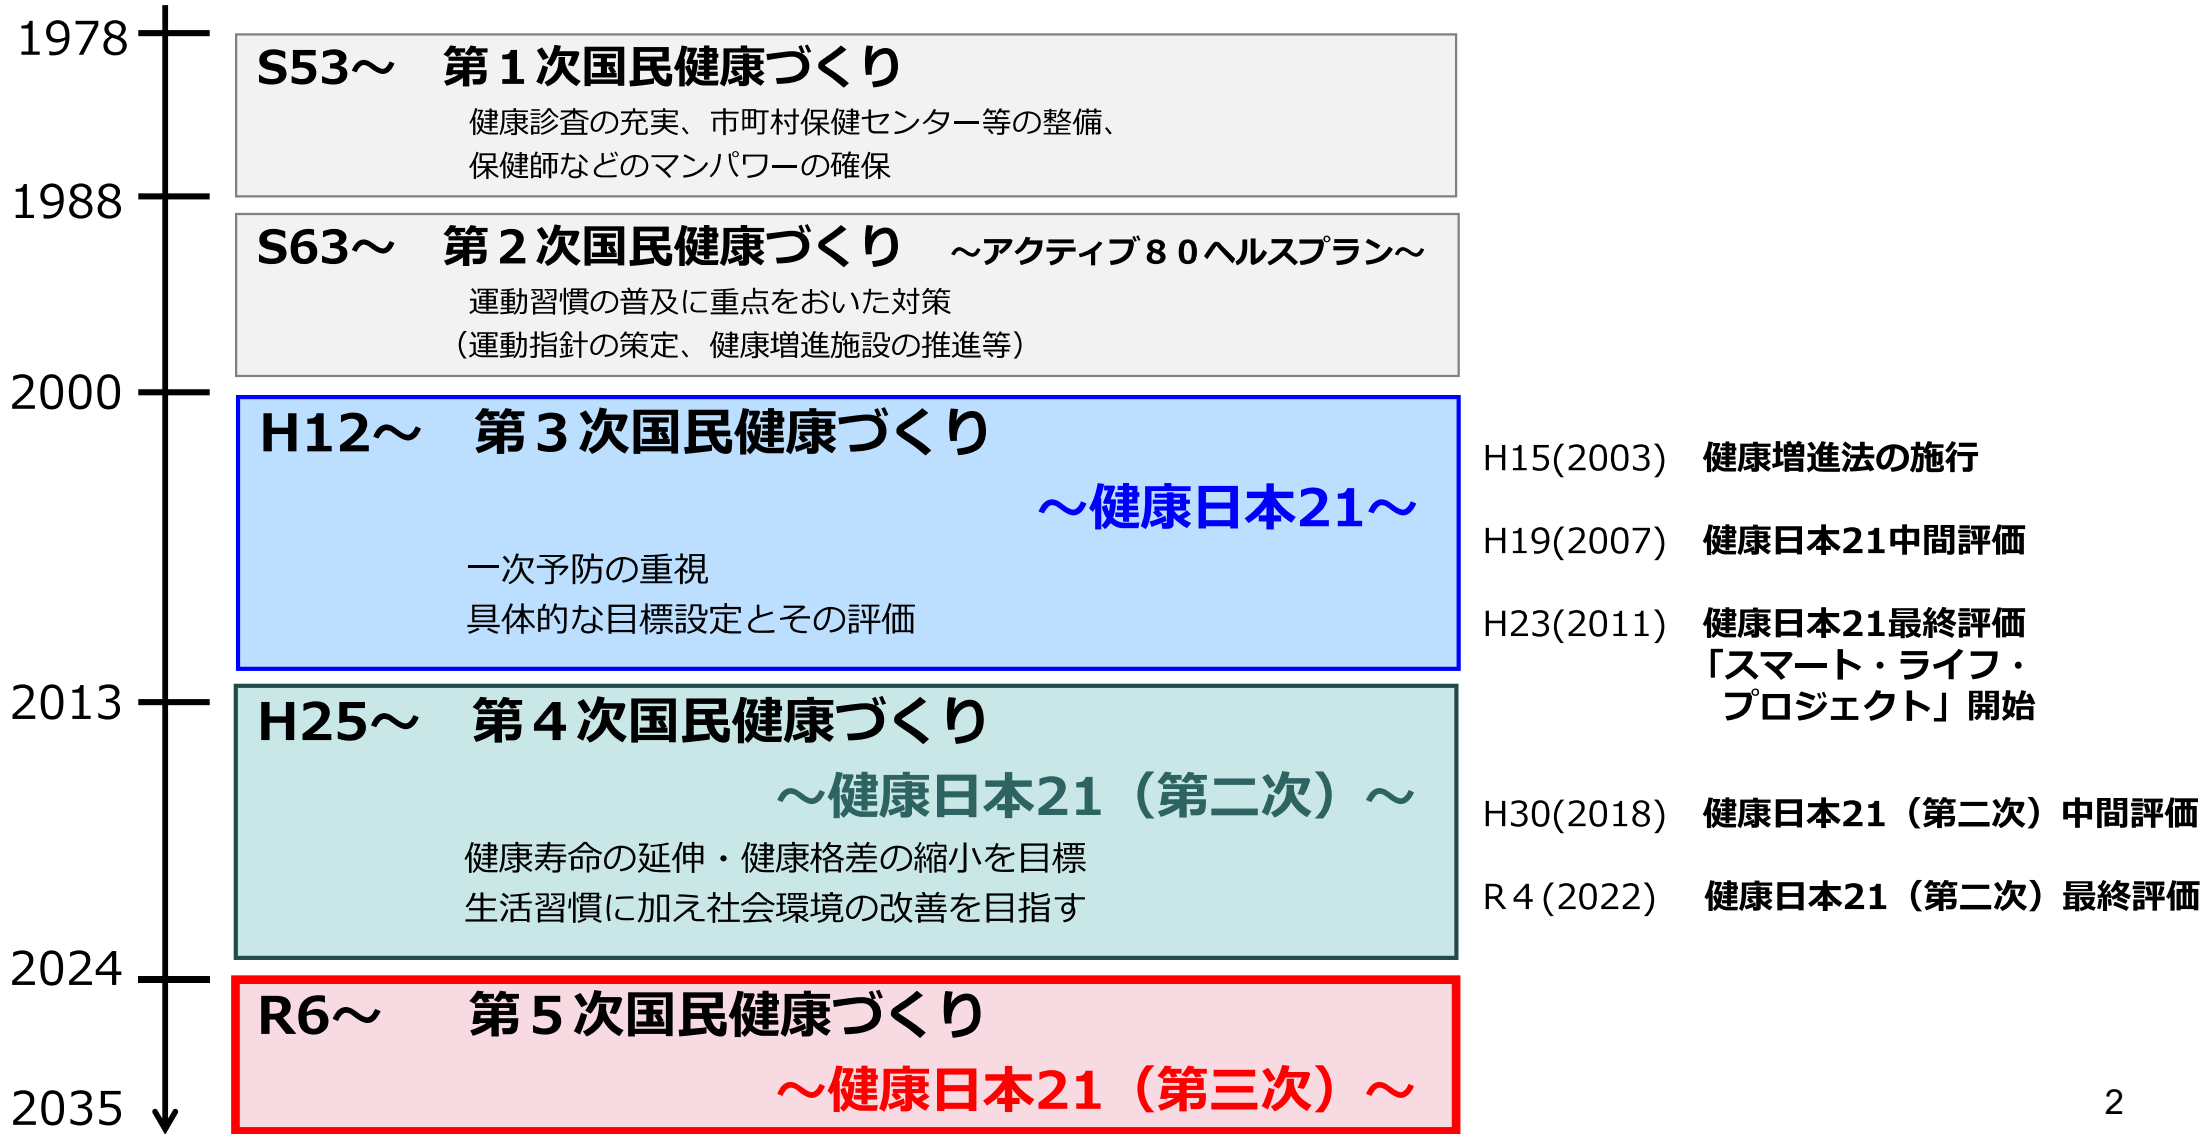 1978
S53～　第１次国民健康づくり
健康診査の充実、市町村保健センター等の整備、
保健師などのマンパワーの確保
1988
S63～　第２次国民健康づくり　～アクティブ８０ヘルスプラン～
運動習慣の普及に重点をおいた対策
（運動指針の策定、健康増進施設の推進等）
2000
H12～　第３次国民健康づくり
～健康日本21～
一次予防の重視
具体的な目標設定とその評価
H15(2003)　健康増進法の施行
H19(2007)　健康日本21中間評価
H23(2011)　健康日本21最終評価
「スマート・ライフ・
プロジェクト」開始
2013
H25～　第４次国民健康づくり
～健康日本21（第二次）～
健康寿命の延伸・健康格差の縮小を目標
生活習慣に加え社会環境の改善を目指す
H30(2018)　健康日本21（第二次）中間評価
R４(2022)　健康日本21（第二次）最終評価
2024
R6～　第５次国民健康づくり
～健康日本21（第三次）～
2035
2